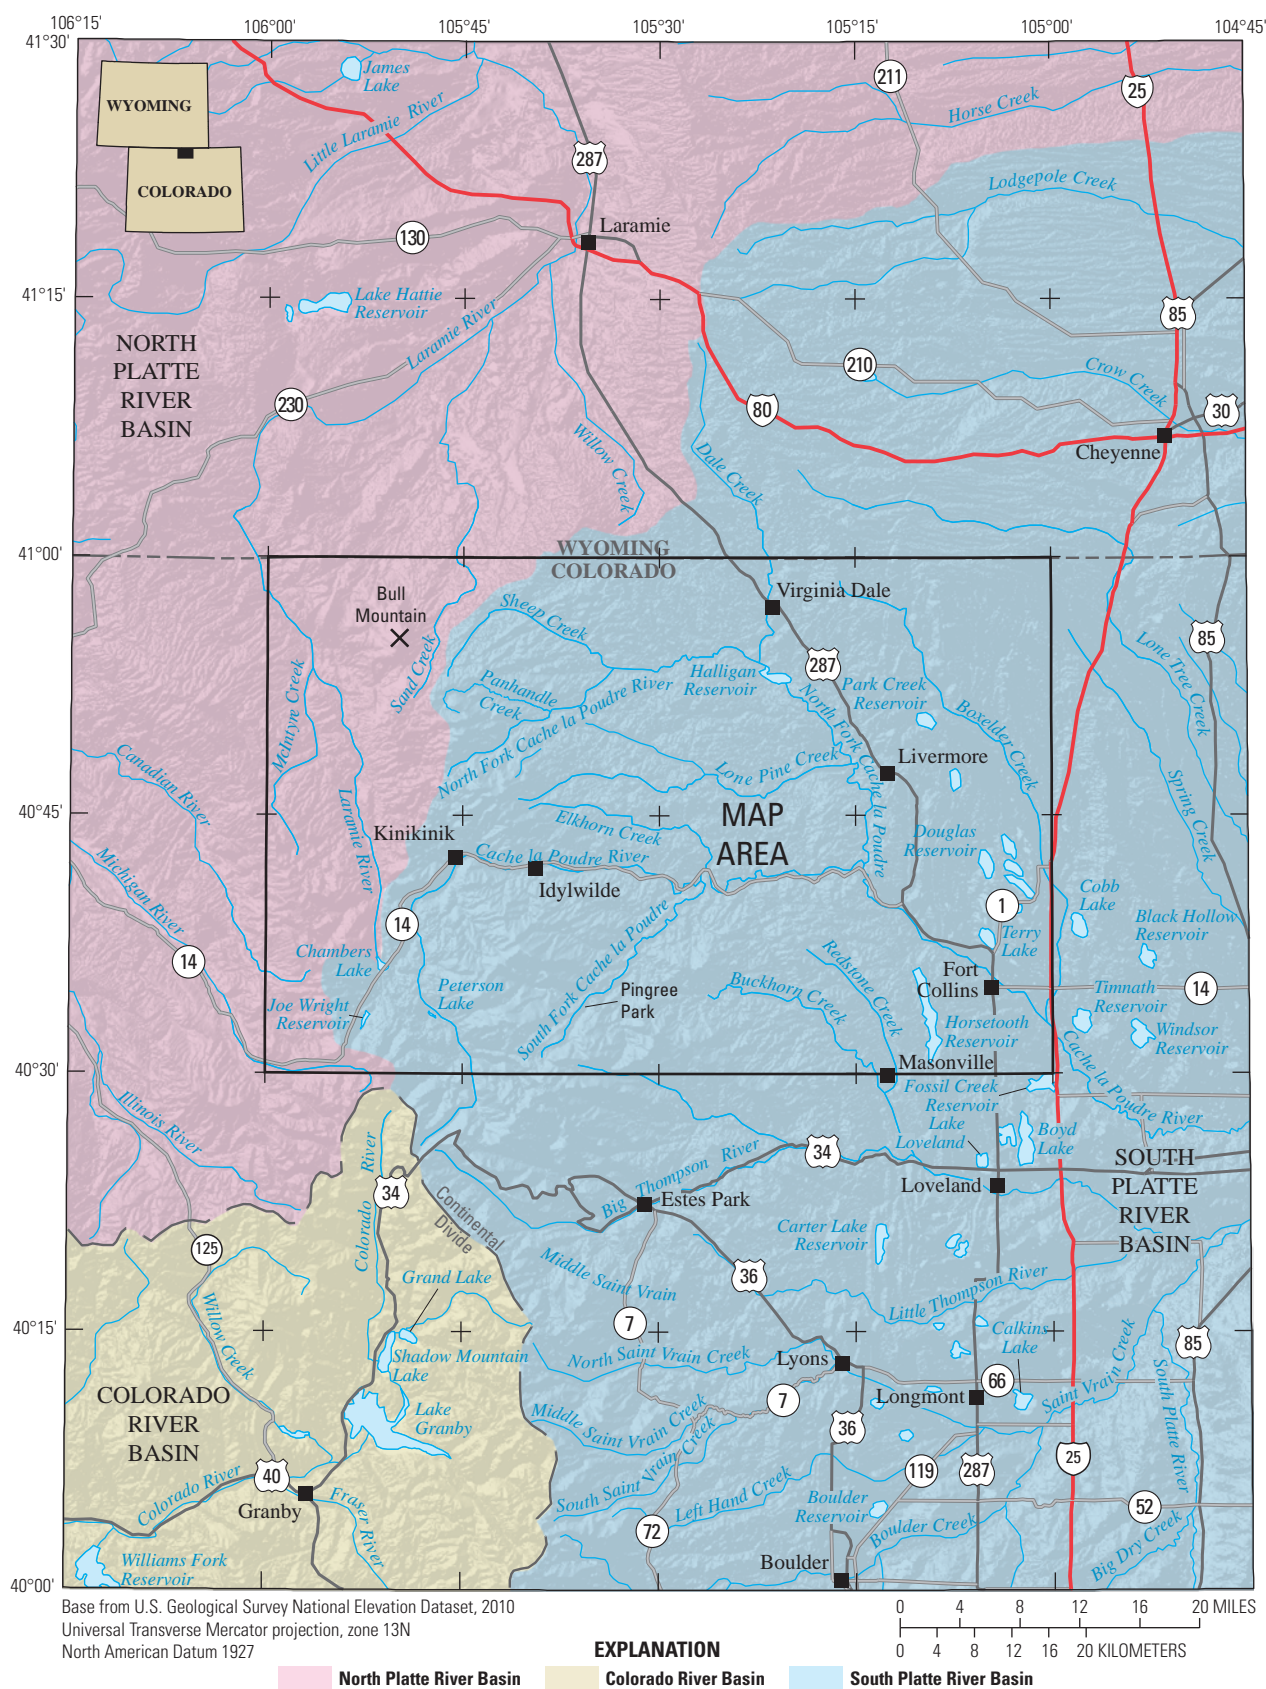 106°15'
106°00'
105°45'
105°30'
105°15'
105°00'
104°45'
41°30'
James
Lake
211
25
WYOMING
Horse Creek
Little Laramie River
287
COLORADO
Lodgepole Creek
Laramie
130
41°15'
Lake Hattie
Reservoir
Laramie River
85
NORTH
PLATTE
RIVER
BASIN
210
Crow Creek
230
80
30
Willow Creek
Dale Creek
Cheyenne
41°00'
WYOMING
COLORADO
Bull
Mountain
Virginia Dale
Sheep Creek
Sand Creek
287
85
Lone Tree Creek
McIntyre Creek
Panhandle
Creek
Halligan
Reservoir
Park Creek
Reservoir
North Fork Cache la Poudre River
North Fork Cache la Poudre
Boxelder Creek
Canadian River
Livermore
Lone Pine Creek
Spring Creek
Laramie River
40°45'
MAP
AREA
Kinikinik
Elkhorn Creek
Douglas
Reservoir
Cache la Poudre River
Idylwilde
Michigan River
Cobb
Lake
1
14
Black Hollow
Reservoir
Terry
Lake
14
Chambers
Lake
South Fork Cache la Poudre
Redstone Creek
Fort
Collins
Peterson
Lake
Pingree
Park
Buckhorn Creek
Timnath
Reservoir
14
Joe Wright
Reservoir
Horsetooth
Reservoir
Windsor
Reservoir
Cache la Poudre River
40°30'
Masonville
Fossil Creek
Reservoir
Illinois River
Lake
Loveland
Boyd
Lake
Colorado River
34
Big Thompson River
34
SOUTH
PLATTE
RIVER
BASIN
Continental
Divide
Estes Park
Loveland
Carter Lake
Reservoir
125
Middle Saint Vrain
36
Grand Lake
Little Thompson River
Willow Creek
40°15'
7
Calkins
Lake
85
Shadow Mountain
Lake
North Saint Vrain Creek
Lyons
Saint Vrain Creek
South Platte River
COLORADO
RIVER
BASIN
66
Longmont
7
Lake
Granby
Middle Saint Vrain Creek
36
South Saint Vrain Creek
25
40
Colorado River
119
287
Granby
Fraser River
Left Hand Creek
Boulder
Reservoir
52
72
Boulder Creek
Big Dry Creek
Williams Fork
Reservoir
Boulder
40°00'
Base from U.S. Geological Survey National Elevation Dataset, 2010
Universal Transverse Mercator projection, zone 13N
North American Datum 1927
0 4 8 12 16 20 MILES
0 4 8 12 16 20 KILOMETERS
EXPLANATION
North Platte River Basin
Colorado River Basin
South Platte River Basin